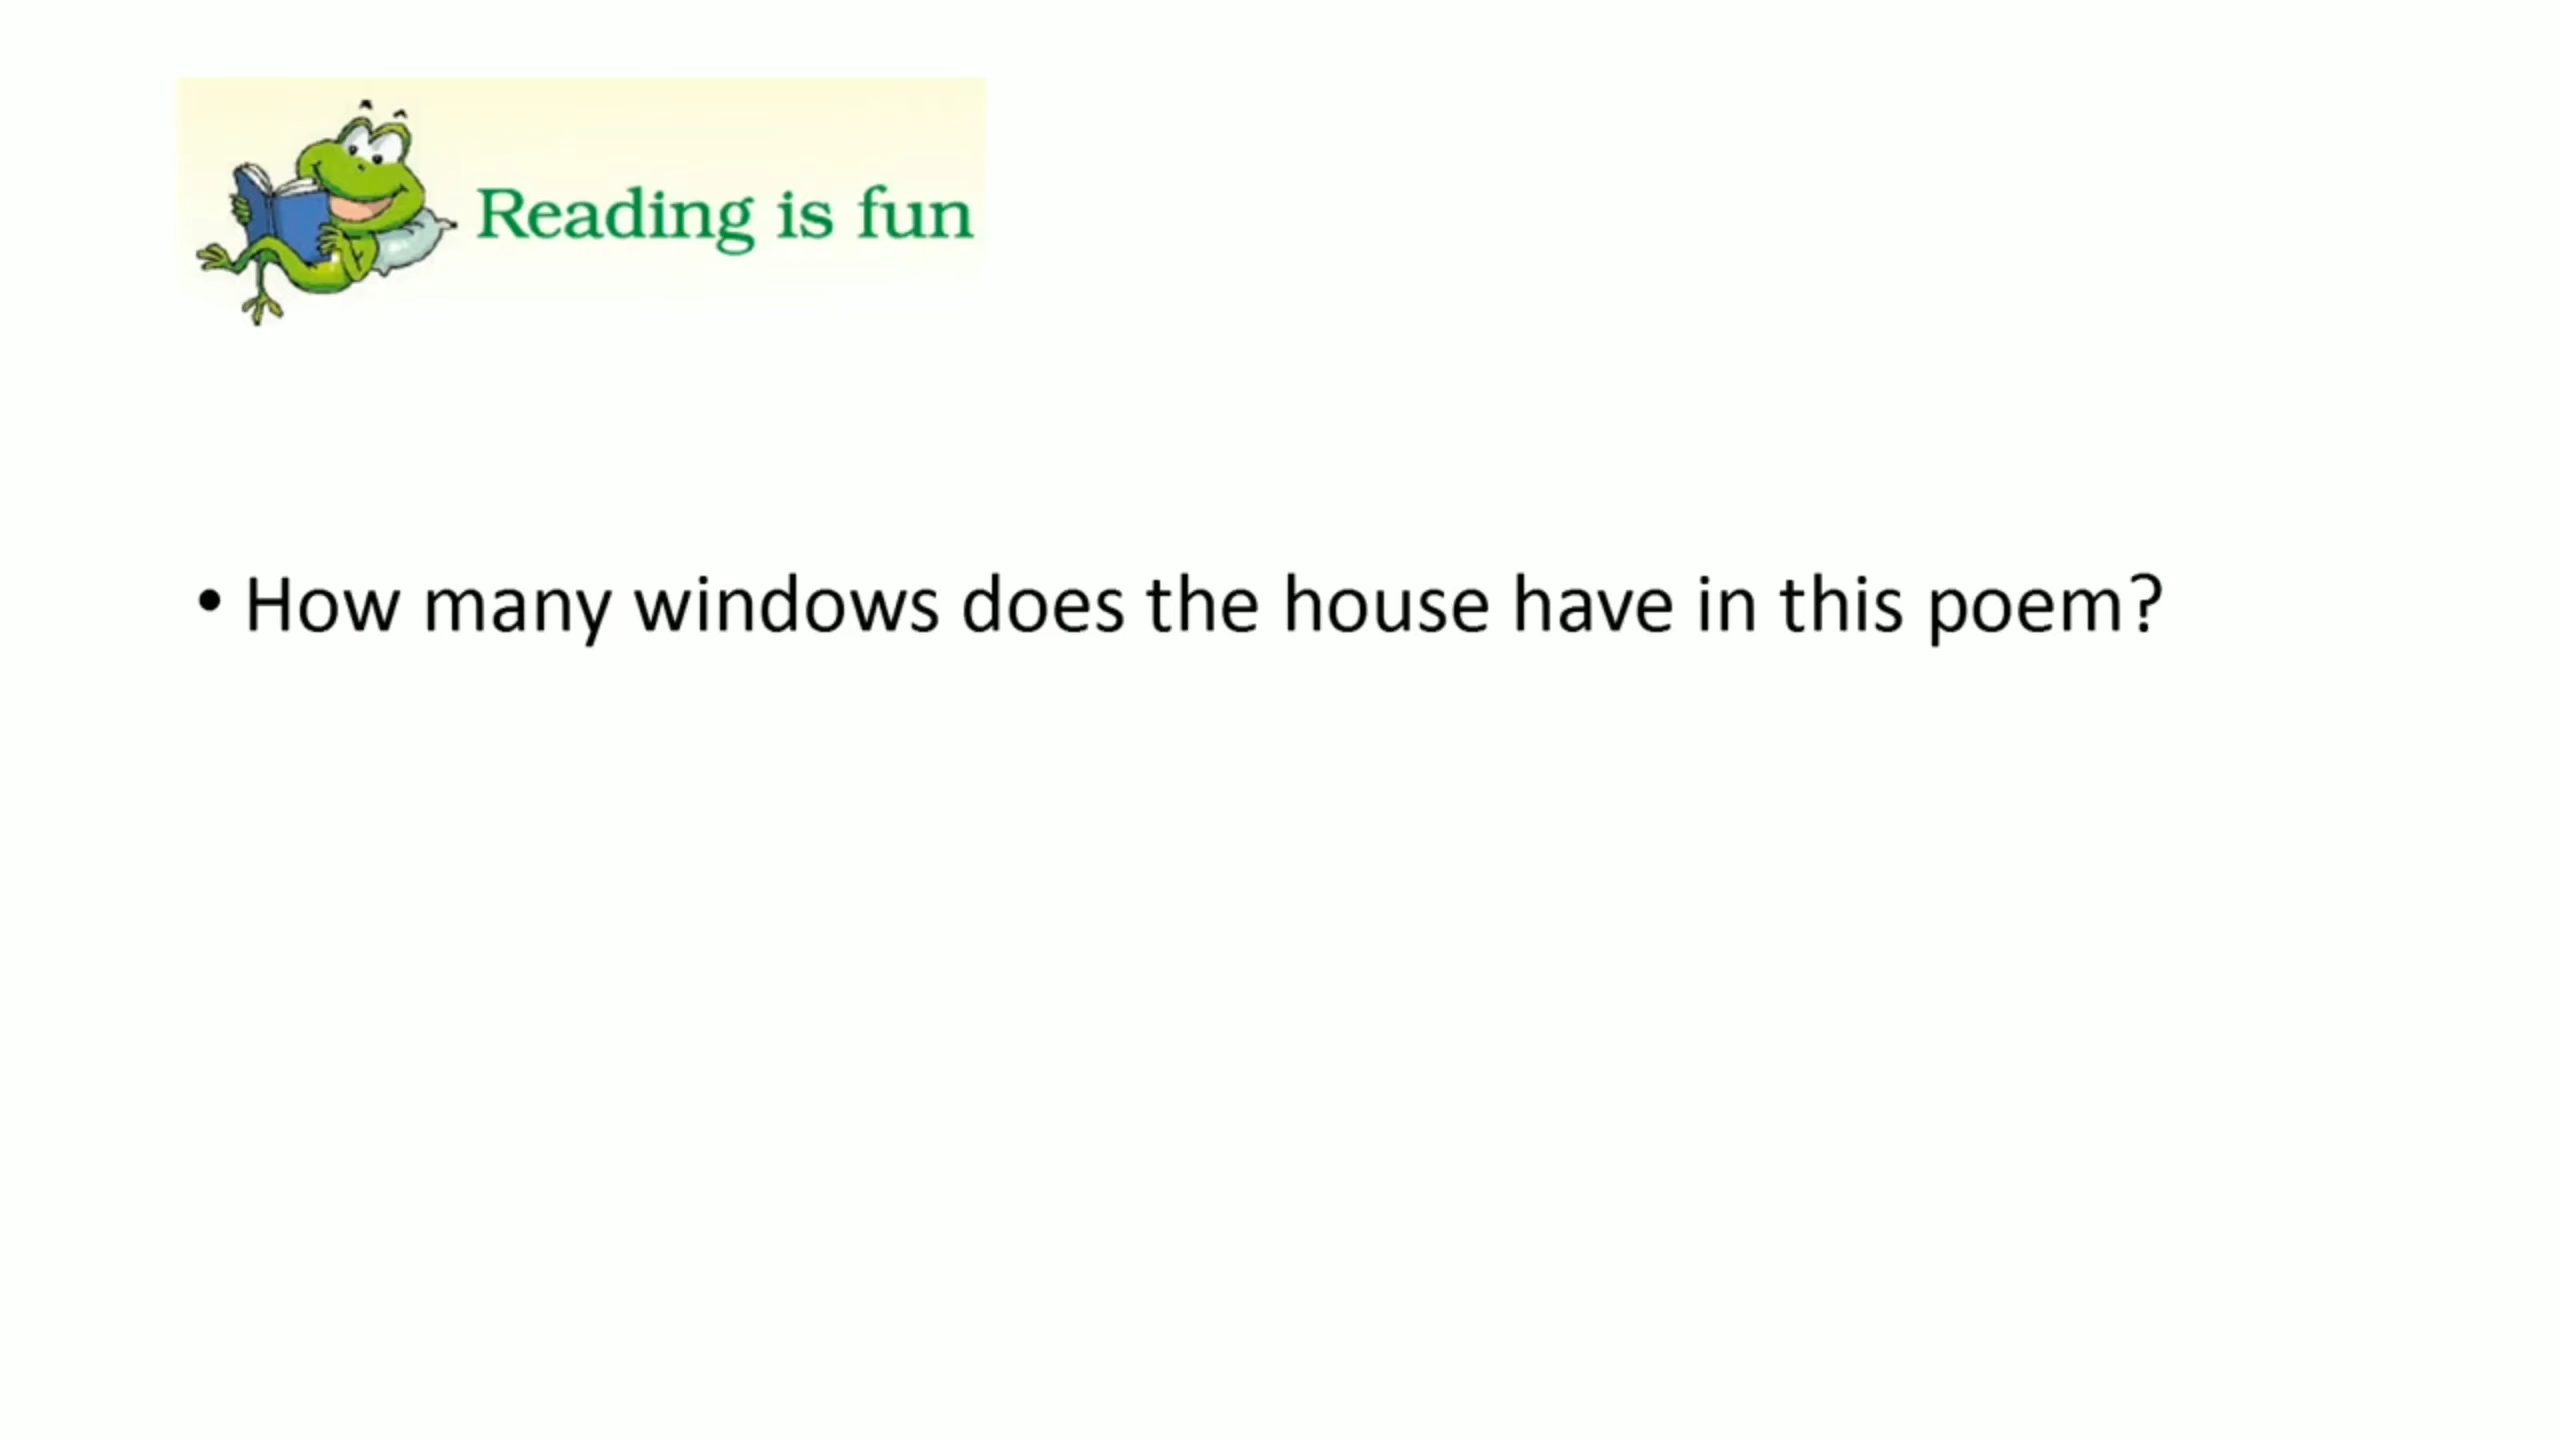 Reading is fun
• How many windows does the house have in this poem?